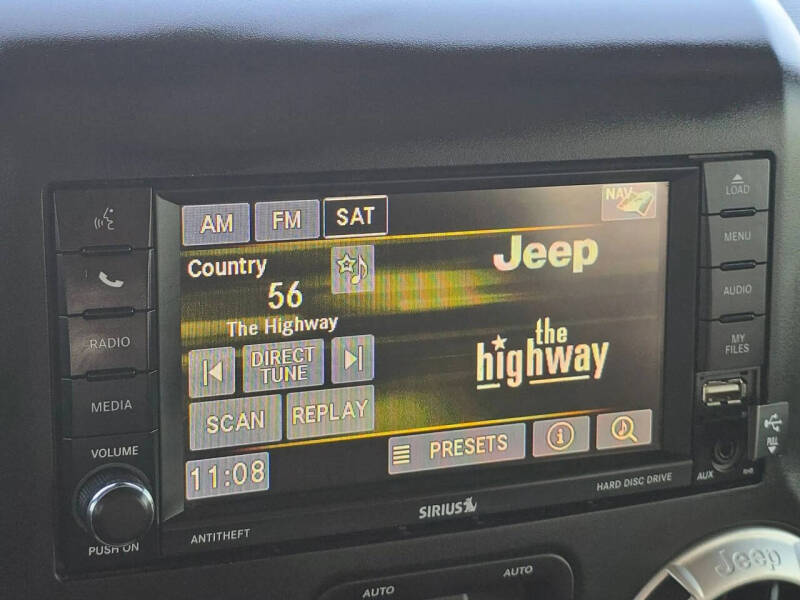 LOAD
NAV
AM FM SAT
Country
56
The Highway
Jeep
the
highway
MENU
AUDIO
MY
FILES
RADIO
MEDIA
DIRECT
TUNE
SCAN REPLAY
11:08
PRESETS
VOLUME
PUSH ON
ANTITHEFT
SIRIUS
HARD DISC DRIVE
AUX
PULL
AUTO
AUTO
Jeep